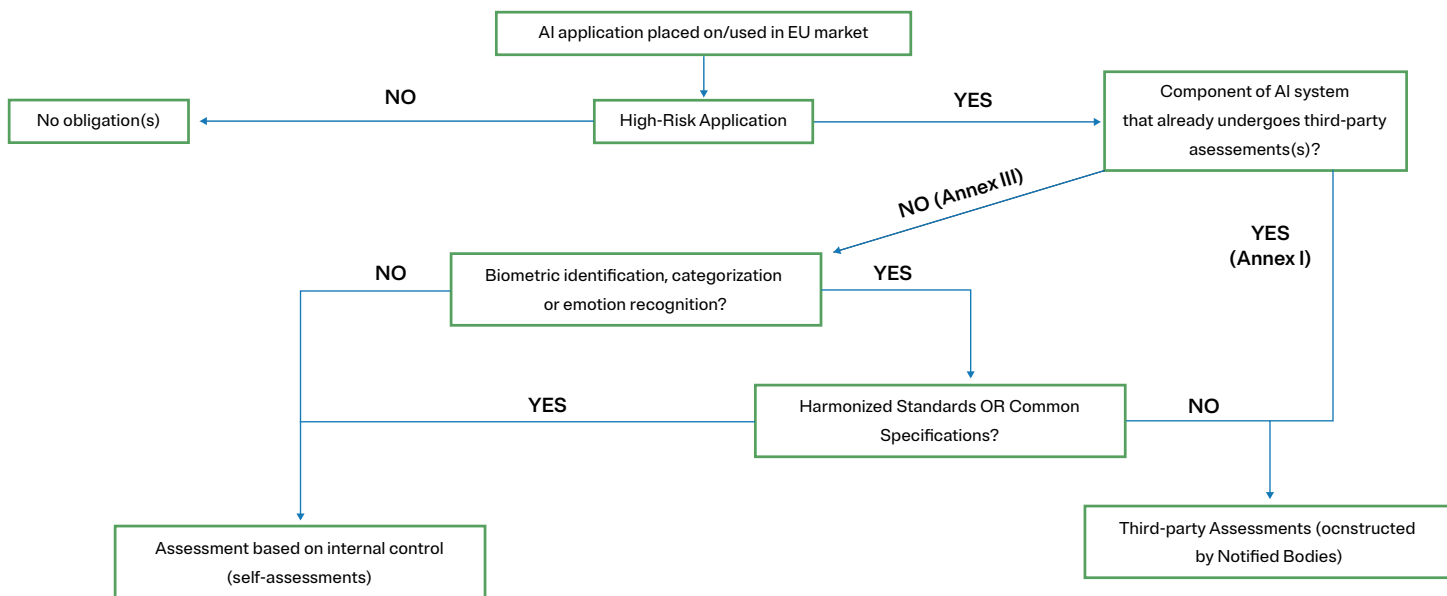 AI application placed on/used in EU market
NO
YES
No obligation(s)
High-Risk Application
Component of AI system
that already undergoes third-party
asessements(s)?
NO (Annex III)
YES
(Annex I)
NO
Biometric identification, categorization
or emotion recognition?
YES
YES
Harmonized Standards OR Common
Specifications?
NO
Assessment based on internal control
(self-assessments)
Third-party Assessments (ocnstructed
by Notified Bodies)